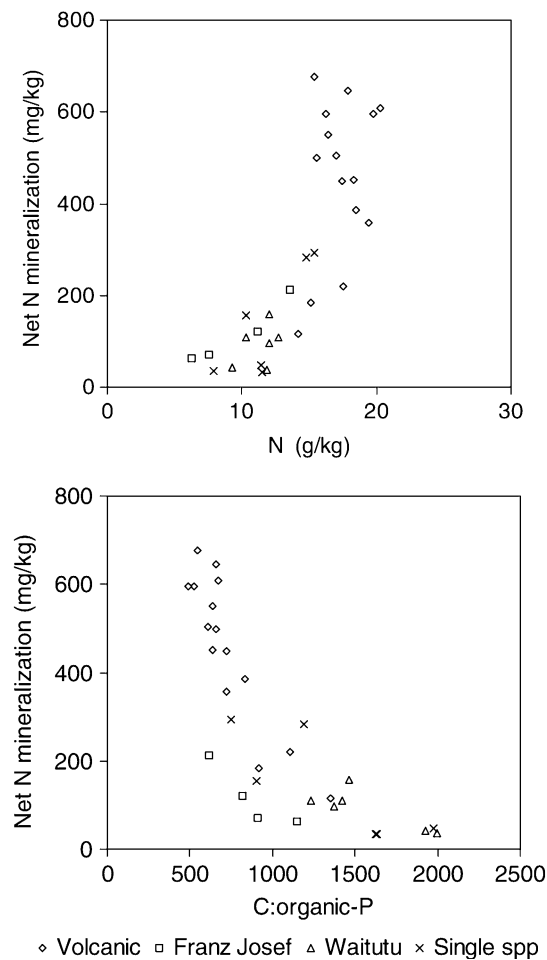 800
600
400
200
0
Net N mineralization (mg/kg)
0 10 20 30
N (g/kg)
800
600
400
200
0
Net N mineralization (mg/kg)
0 500 1000 1500 2000 2500
C:organic-P
Volcanic Franz Josef Waitutu Single spp